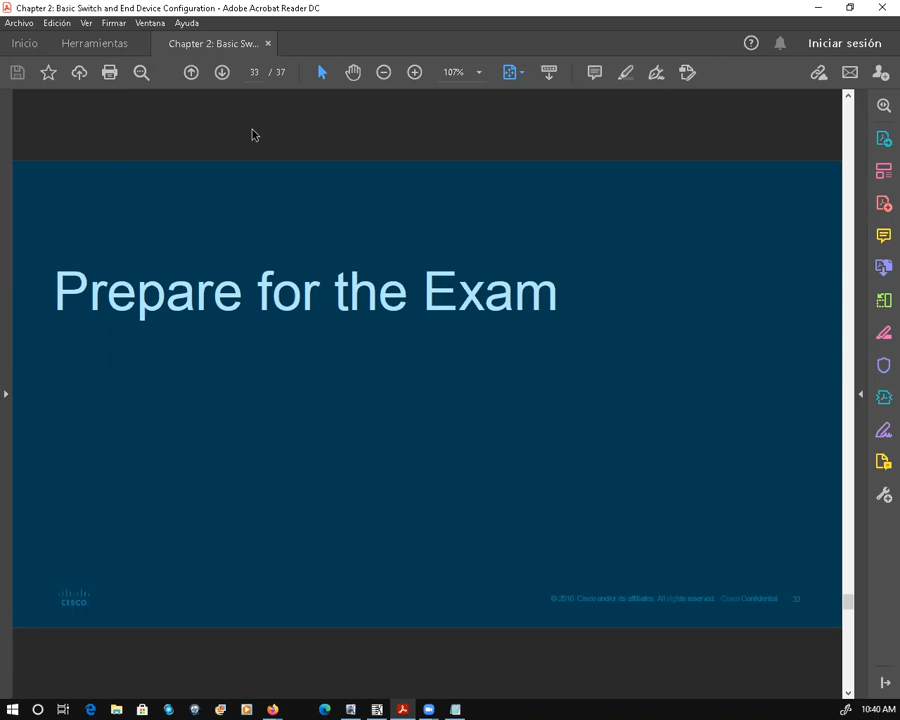 Chapter 2: Basic Switch and End Device Configuration - Adobe Acrobat Reader DC
Archivo Edición Ver Firmar Ventana Ayuda
Inicio Herramientas Chapter 2: Basic Sw... × Iniciar sesión
33 / 37 107%
Prepare for the Exam
CISCO
© 2016 Cisco and/or its affiliates. All rights reserved. Cisco Confidential 33
10:40 AM